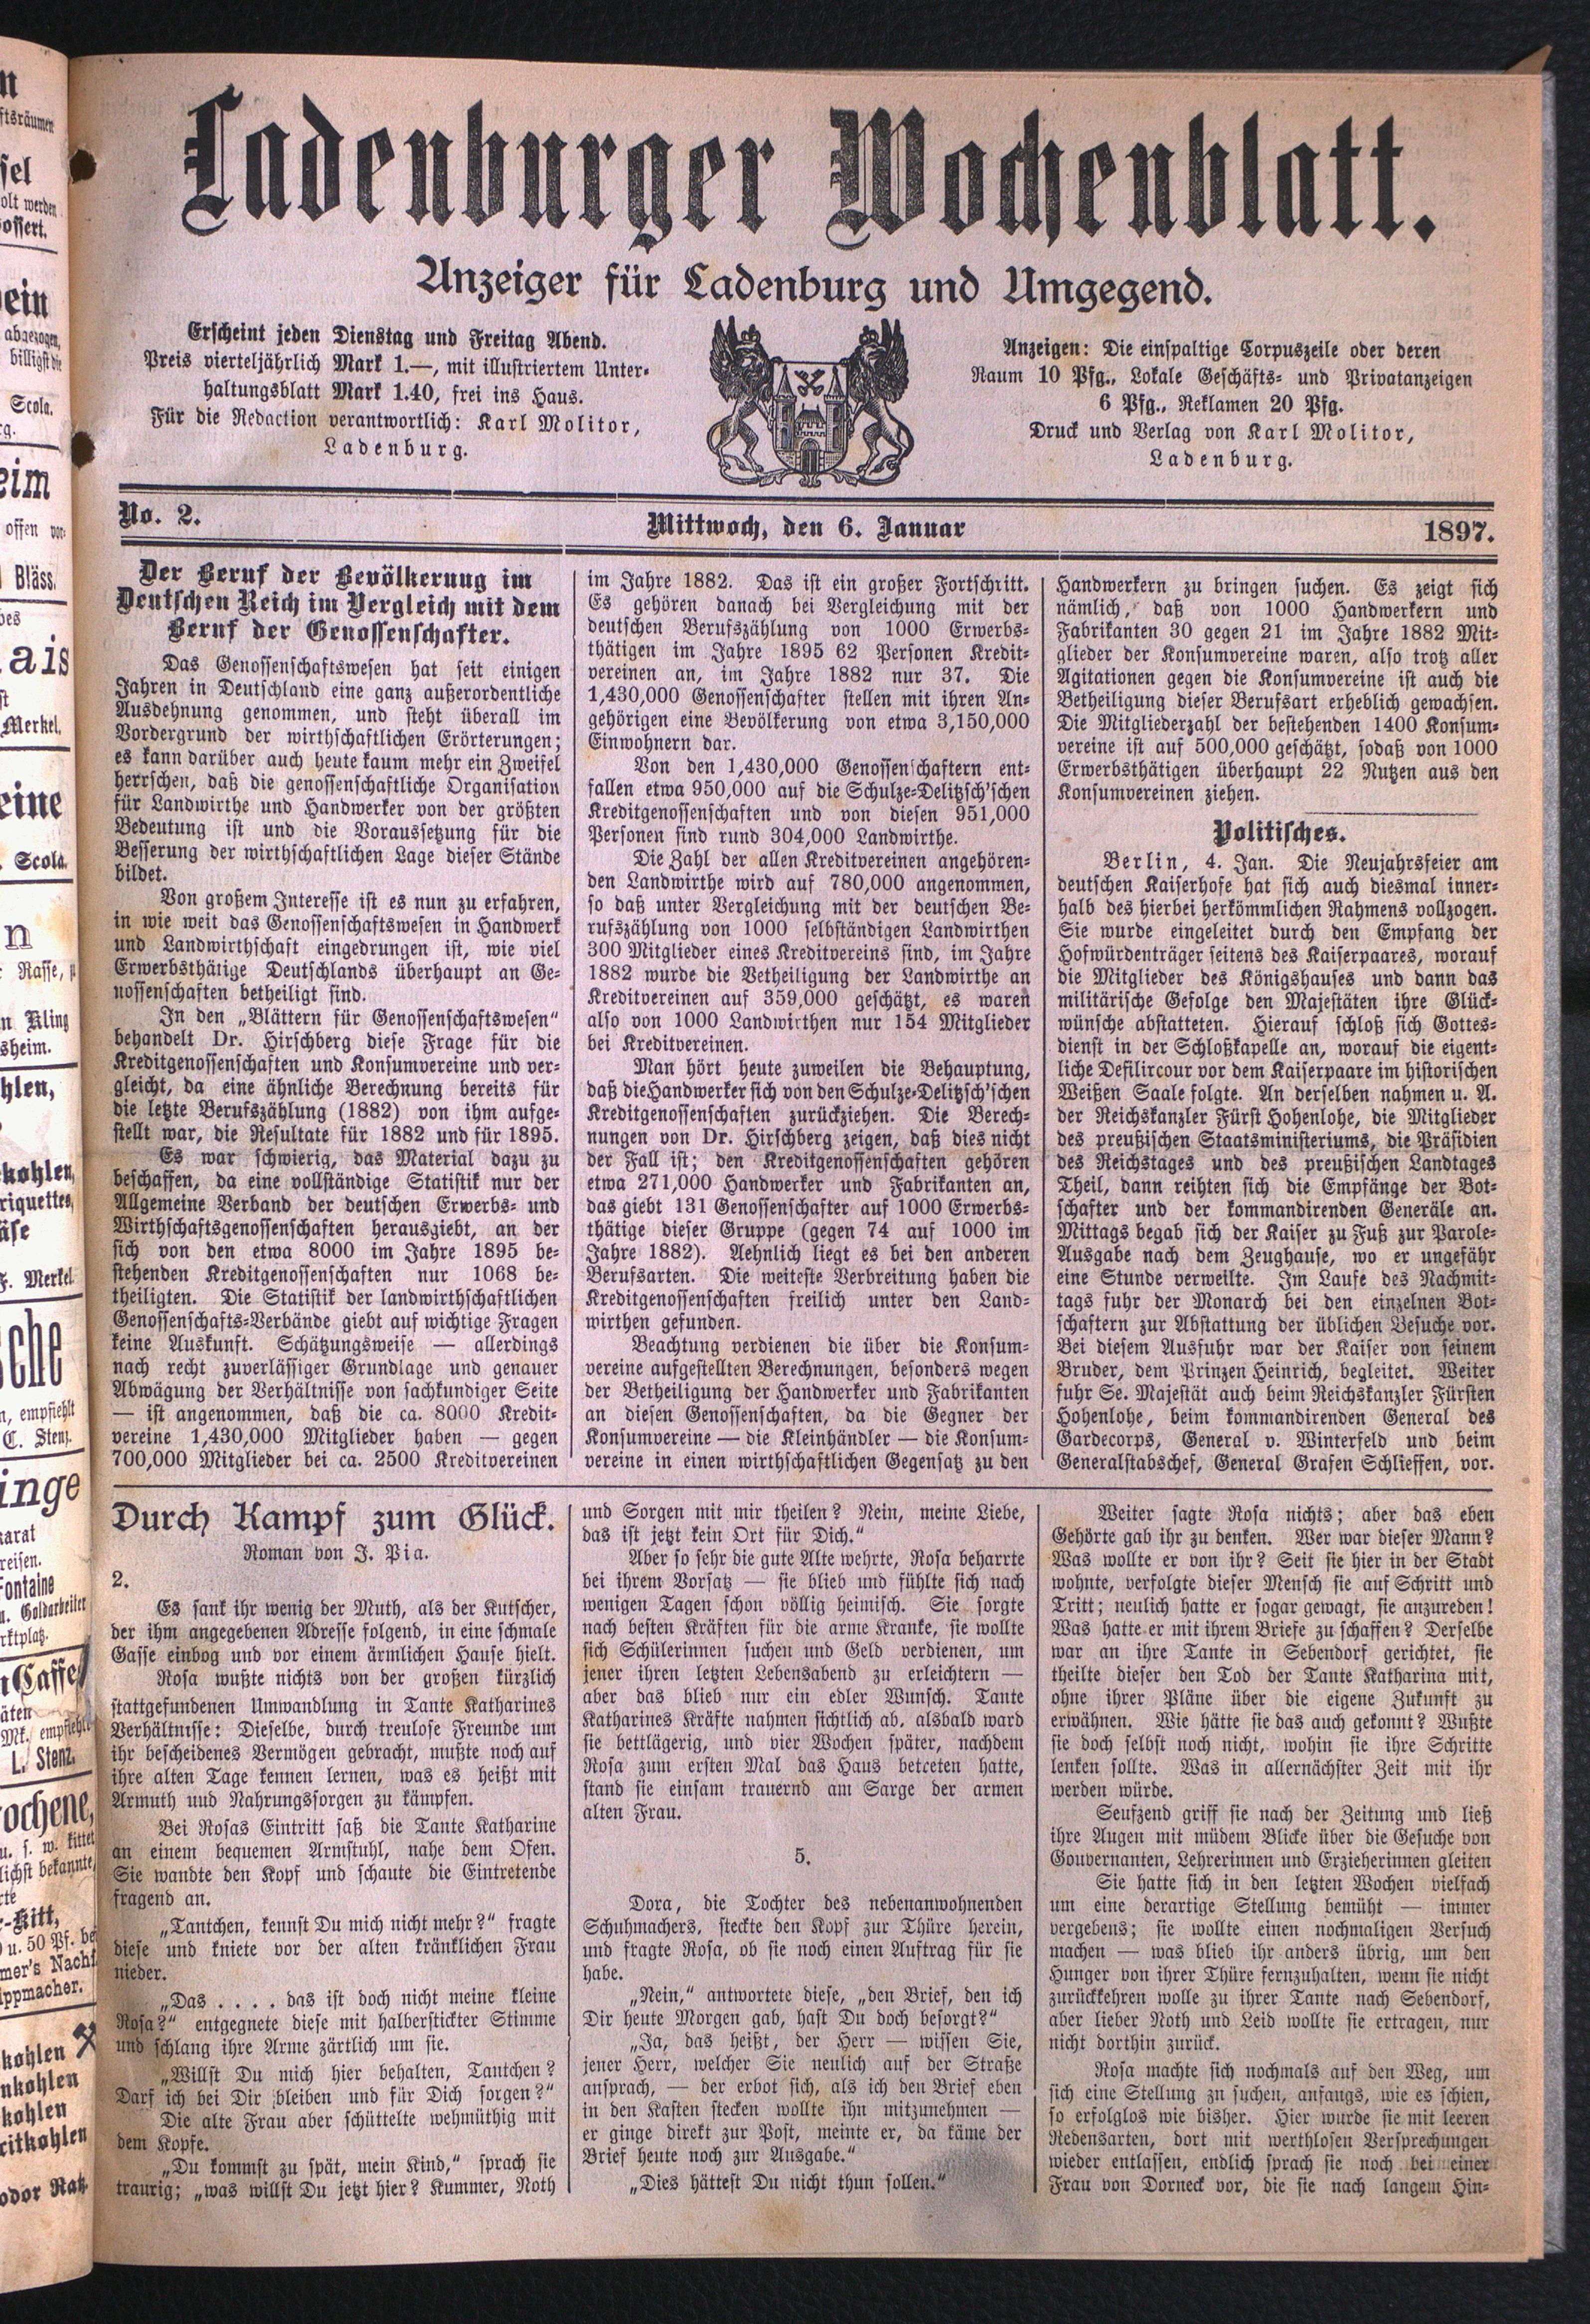 Ladenburger Wochenblatt.
Anzeiger für Ladenburg und Umgegend.
Erscheint jeden Dienstag und Freitag Abend.
Preis vierteljährlich Mark 1.—, mit illustriertem Unter-
haltungsblatt Mark 1.40, frei ins Haus.
Für die Redaction verantwortlich: Karl Molitor,
Ladenburg.
Anzeigen: Die einspaltige Corpuszeile oder deren
Raum 10 Pfg., Lokale Geschäfts- und Privatanzeigen
6 Pfg., Reklamen 20 Pfg.
Druck und Verlag von Karl Molitor,
Ladenburg.
No. 2.
Mittwoch, den 6. Januar
1897.
Der Beruf der Bevölkerung im
Deutschen Reich im Vergleich mit dem
Beruf der Genossenschafter.
Das Genossenschaftswesen hat seit einigen
Jahren in Deutschland eine ganz außerordentliche
Ausdehnung genommen, und steht überall im
Vordergrund der wirthschaftlichen Erörterungen;
es kann darüber auch heute kaum mehr ein Zweifel
herrschen, daß die genossenschaftliche Organisation
für Landwirthe und Handwerker von der größten
Bedeutung ist und die Voraussetzung für die
Besserung der wirthschaftlichen Lage dieser Stände
bildet.
Von großem Interesse ist es nun zu erfahren,
in wie weit das Genossenschaftswesen in Handwerk
und Landwirthschaft eingedrungen ist, wie viel
Erwerbsthätige Deutschlands überhaupt an Ge-
nossenschaften betheiligt sind.
In den „Blättern für Genossenschaftswesen“
behandelt Dr. Hirschberg diese Frage für die
Kreditgenossenschaften und Konsumvereine und ver-
gleicht, da eine ähnliche Berechnung bereits für
die letzte Berufszählung (1882) von ihm aufge-
stellt war, die Resultate für 1882 und für 1895.
Es war schwierig, das Material dazu zu
beschaffen, da eine vollständige Statistik nur der
Allgemeine Verband der deutschen Erwerbs- und
Wirthschaftsgenossenschaften herausgiebt, an der
sich von den etwa 8000 im Jahre 1895 be-
stehenden Kreditgenossenschaften nur 1068 be-
theiligten. Die Statistik der landwirthschaftlichen
Genossenschafts-Verbände giebt auf wichtige Fragen
keine Auskunft. Schätzungsweise — allerdings
nach recht zuverlässiger Grundlage und genauer
Abwägung der Verhältnisse von sachkundiger Seite
— ist angenommen, daß die ca. 8000 Kredit-
vereine 1,430,000 Mitglieder haben — gegen
700,000 Mitglieder bei ca. 2500 Kreditvereinen
im Jahre 1882. Das ist ein großer Fortschritt.
Es gehören danach bei Vergleichung mit der
deutschen Berufszählung von 1000 Erwerbs-
thätigen im Jahre 1895 62 Personen Kredit-
vereinen an, im Jahre 1882 nur 37. Die
1,430,000 Genossenschafter stellen mit ihren An-
gehörigen eine Bevölkerung von etwa 3,150,000
Einwohnern dar.
Von den 1,430,000 Genossenschaftern ent-
fallen etwa 950,000 auf die Schulze-Delitzsch'schen
Kreditgenossenschaften und von diesen 951,000
Personen sind rund 304,000 Landwirthe.
Die Zahl der allen Kreditvereinen angehören-
den Landwirthe wird auf 780,000 angenommen,
so daß unter Vergleichung mit der deutschen Be-
rufszählung von 1000 selbständigen Landwirthen
300 Mitglieder eines Kreditvereins sind, im Jahre
1882 wurde die Betheiligung der Landwirthe an
Kreditvereinen auf 359,000 geschätzt, es waren
also von 1000 Landwirthen nur 154 Mitglieder
bei Kreditvereinen.
Man hört heute zuweilen die Behauptung,
daß die Handwerker sich von den Schulze-Delitzsch'schen
Kreditgenossenschaften zurückziehen. Die Berech-
nungen von Dr. Hirschberg zeigen, daß dies nicht
der Fall ist; den Kreditgenossenschaften gehören
etwa 271,000 Handwerker und Fabrikanten an,
das giebt 131 Genossenschafter auf 1000 Erwerbs-
thätige dieser Gruppe (gegen 74 auf 1000 im
Jahre 1882). Aehnlich liegt es bei den anderen
Berufsarten. Die weiteste Verbreitung haben die
Kreditgenossenschaften freilich unter den Land-
wirthen gefunden.
Beachtung verdienen die über die Konsum-
vereine aufgestellten Berechnungen, besonders wegen
der Betheiligung der Handwerker und Fabrikanten
an diesen Genossenschaften, da die Gegner der
Konsumvereine — die Kleinhändler — die Konsum-
vereine in einen wirthschaftlichen Gegensatz zu den
Handwerkern zu bringen suchen. Es zeigt sich
nämlich, daß von 1000 Handwerkern und
Fabrikanten 30 gegen 21 im Jahre 1882 Mit-
glieder der Konsumvereine waren, also trotz aller
Agitationen gegen die Konsumvereine ist auch die
Betheiligung dieser Berufsart erheblich gewachsen.
Die Mitgliederzahl der bestehenden 1400 Konsum-
vereine ist auf 500,000 geschätzt, sodaß von 1000
Erwerbsthätigen überhaupt 22 Nutzen aus den
Konsumvereinen ziehen.
Politisches.
Berlin, 4. Jan. Die Neujahrsfeier am
deutschen Kaiserhofe hat sich auch diesmal inner-
halb des hierbei herkömmlichen Rahmens vollzogen.
Sie wurde eingeleitet durch den Empfang der
Hofwürdenträger seitens des Kaiserpaares, worauf
die Mitglieder des Königshauses und dann das
militärische Gefolge den Majestäten ihre Glück-
wünsche abstatteten. Hierauf schloß sich Gottes-
dienst in der Schloßkapelle an, worauf die eigent-
liche Defilircour vor dem Kaiserpaare im historischen
Weißen Saale folgte. An derselben nahmen u. A.
der Reichskanzler Fürst Hohenlohe, die Mitglieder
des preußischen Staatsministeriums, die Präsidien
des Reichstages und des preußischen Landtages
Theil, dann reihten sich die Empfänge der Bot-
schafter und der kommandirenden Generäle an.
Mittags begab sich der Kaiser zu Fuß zur Parole-
Ausgabe nach dem Zeughause, wo er ungefähr
eine Stunde verweilte. Im Laufe des Nachmit-
tags fuhr der Monarch bei den einzelnen Bot-
schaftern zur Abstattung der üblichen Besuche vor.
Bei diesem Ausfuhr war der Kaiser von seinem
Bruder, dem Prinzen Heinrich, begleitet. Weiter
fuhr Se. Majestät auch beim Reichskanzler Fürsten
Hohenlohe, beim kommandirenden General des
Gardecorps, General v. Winterfeld und beim
Generalstabschef, General Grafen Schlieffen, vor.
Durch Kampf zum Glück.
Roman von J. Pia.
2.
Es sank ihr wenig der Muth, als der Kutscher,
der ihm angegebenen Adresse folgend, in eine schmale
Gasse einbog und vor einem ärmlichen Hause hielt.
Rosa wußte nichts von der großen kürzlich
stattgefundenen Umwandlung in Tante Katharines
Verhältnisse: Dieselbe, durch treulose Freunde um
ihr bescheidenes Vermögen gebracht, mußte noch auf
ihre alten Tage kennen lernen, was es heißt mit
Armuth und Nahrungssorgen zu kämpfen.
Bei Rosas Eintritt saß die Tante Katharine
an einem bequemen Armstuhl, nahe dem Ofen.
Sie wandte den Kopf und schaute die Eintretende
fragend an.
„Tantchen, kennst Du mich nicht mehr?“ fragte
diese und kniete vor der alten kränklichen Frau
nieder.
„Das . . . . das ist doch nicht meine kleine
Rosa?“ entgegnete diese mit halberstickter Stimme
und schlang ihre Arme zärtlich um sie.
„Willst Du mich hier behalten, Tantchen?
Darf ich bei Dir bleiben und für Dich sorgen?“
Die alte Frau aber schüttelte wehmüthig mit
dem Kopfe.
„Du kommst zu spät, mein Kind,“ sprach sie
traurig; „was willst Du jetzt hier? Kummer, Noth
und Sorgen mit mir theilen? Nein, meine Liebe,
das ist jetzt kein Ort für Dich.“
Aber so sehr die gute Alte wehrte, Rosa beharrte
bei ihrem Vorsatz — sie blieb und fühlte sich nach
wenigen Tagen schon völlig heimisch. Sie sorgte
nach besten Kräften für die arme Kranke, sie wollte
sich Schülerinnen suchen und Geld verdienen, um
jener ihren letzten Lebensabend zu erleichtern —
aber das blieb nur ein edler Wunsch. Tante
Katharines Kräfte nahmen sichtlich ab, alsbald ward
sie bettlägerig, und vier Wochen später, nachdem
Rosa zum ersten Mal das Haus betreten hatte,
stand sie einsam trauernd am Sarge der armen
alten Frau.
5.
Dora, die Tochter des nebenanwohnenden
Schuhmachers, steckte den Kopf zur Thüre herein,
und fragte Rosa, ob sie noch einen Auftrag für sie
habe.
„Nein,“ antwortete diese, „den Brief, den ich
Dir heute Morgen gab, hast Du doch besorgt?“
„Ja, das heißt, der Herr — wissen Sie,
jener Herr, welcher Sie neulich auf der Straße
ansprach, — der erbot sich, als ich den Brief eben
in den Kasten stecken wollte ihn mitzunehmen —
er ginge direkt zur Post, meinte er, da käme der
Brief heute noch zur Ausgabe.“
„Dies hättest Du nicht thun sollen.“
Weiter sagte Rosa nichts; aber das eben
Gehörte gab ihr zu denken. Wer war dieser Mann?
Was wollte er von ihr? Seit sie hier in der Stadt
wohnte, verfolgte dieser Mensch sie auf Schritt und
Tritt; neulich hatte er sogar gewagt, sie anzureden!
Was hatte er mit ihrem Briefe zu schaffen? Derselbe
war an ihre Tante in Sebendorf gerichtet, sie
theilte dieser den Tod der Tante Katharina mit,
ohne ihrer Pläne über die eigene Zukunft zu
erwähnen. Wie hätte sie das auch gekonnt? Wußte
sie doch selbst noch nicht, wohin sie ihre Schritte
lenken sollte. Was in allernächster Zeit mit ihr
werden würde.
Seufzend griff sie nach der Zeitung und ließ
ihre Augen mit müdem Blicke über die Gesuche von
Gouvernanten, Lehrerinnen und Erzieherinnen gleiten
Sie hatte sich in den letzten Wochen vielfach
um eine derartige Stellung bemüht — immer
vergebens; sie wollte einen nochmaligen Versuch
machen — was blieb ihr anders übrig, um den
Hunger von ihrer Thüre fernzuhalten, wenn sie nicht
zurückkehren wolle zu ihrer Tante nach Sebendorf,
aber lieber Noth und Leid wollte sie ertragen, nur
nicht dorthin zurück.
Rosa machte sich nochmals auf den Weg, um
sich eine Stellung zu suchen, anfangs, wie es schien,
so erfolglos wie bisher. Hier wurde sie mit leeren
Redensarten, dort mit werthlosen Versprechungen
wieder entlassen, endlich sprach sie noch bei einer
Frau von Dorneck vor, die sie nach langem Hin-